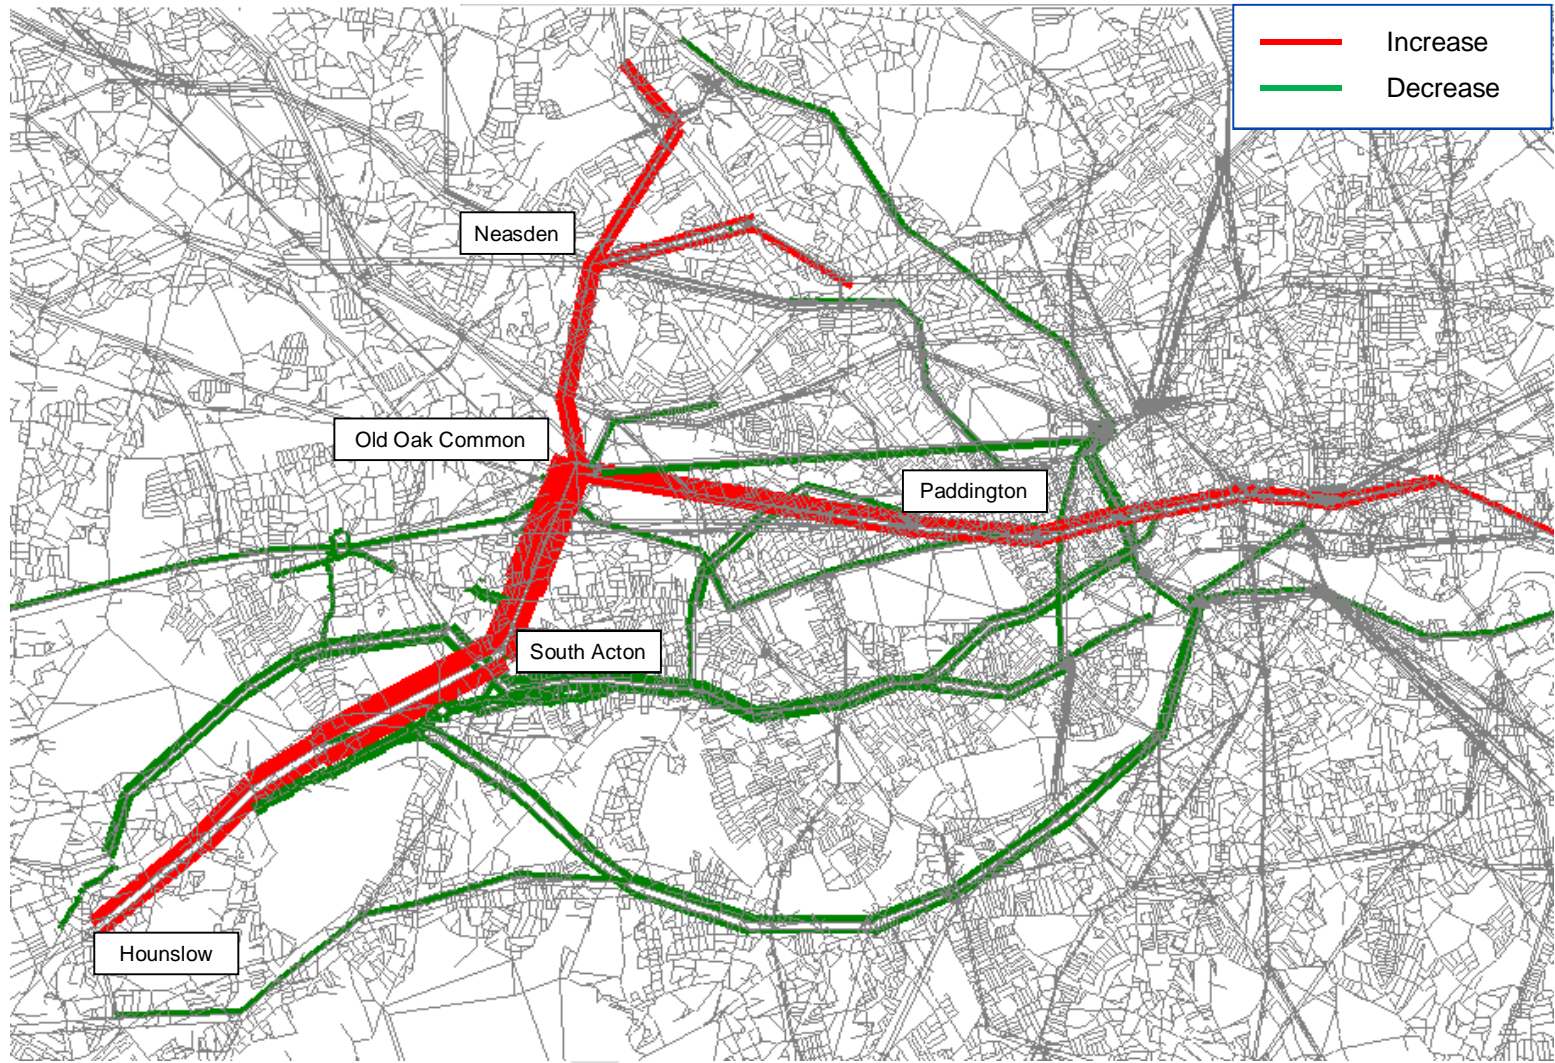 Increase
Decrease
Neasden
Old Oak Common
Paddington
South Acton
Hounslow